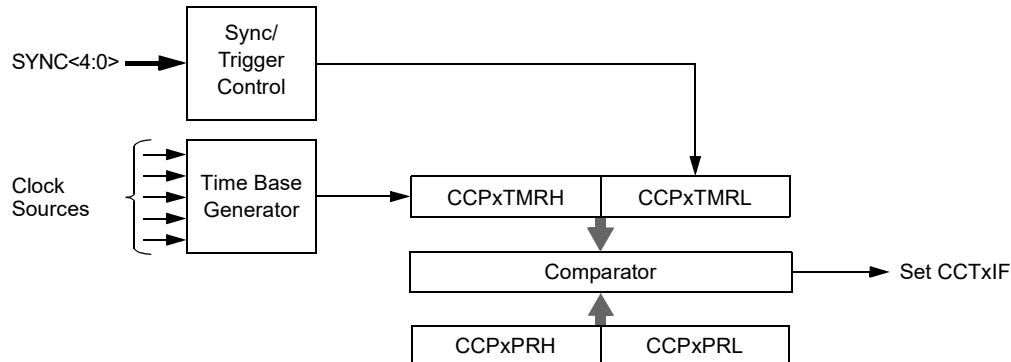 Sync/
Trigger
Control
SYNC<4:0>
Clock
Sources
Time Base
Generator
CCPxTMRH
CCPxTMRL
Comparator
Set CCTxIF
CCPxPRH
CCPxPRL